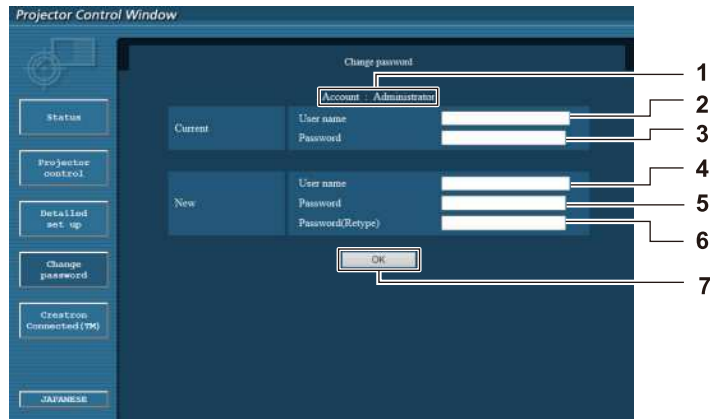 Projector Control Window
Change password
Account : Administrator
1
Status
Current
User name
2
Password
3
Projector
control
New
User name
4
Password
5
Password(Retype)
6
Detailed
set up
OK
7
Change
password
Crestron
Connected(TM)
JAPANESE